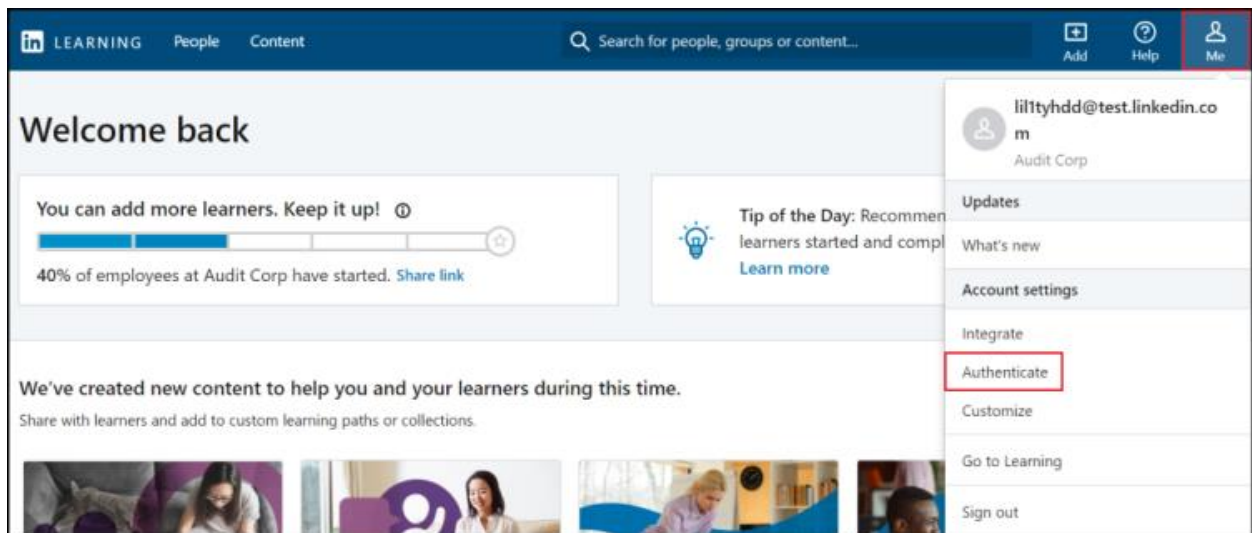 in LEARNING People Content Search for people, groups or content... Add Help Me
Welcome back
You can add more learners. Keep it up!
40% of employees at Audit Corp have started. Share link
Tip of the Day: Recommen
learners started and compl
Learn more
We've created new content to help you and your learners during this time.
Share with learners and add to custom learning paths or collections.
lil1tyhdd@test.linkedin.co
m
Audit Corp
Updates
What's new
Account settings
Integrate
Authenticate
Customize
Go to Learning
Sign out